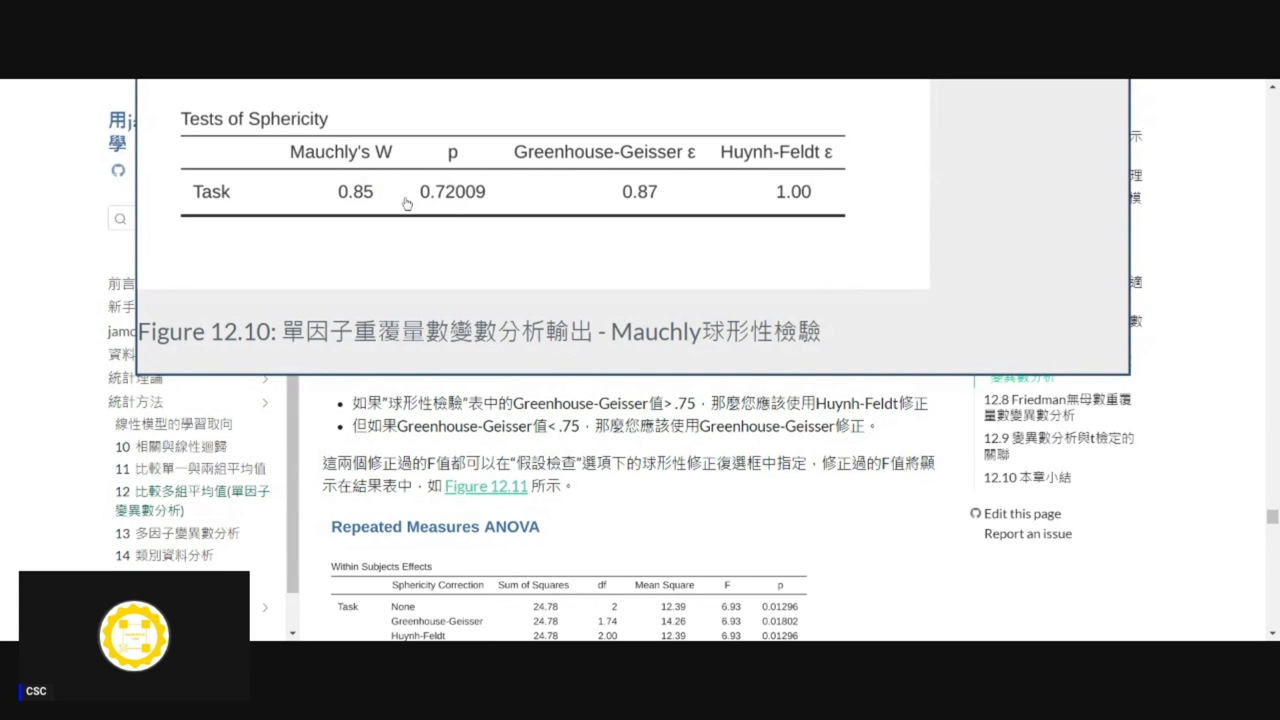 用ja
學
Tests of Sphericity
Mauchly's W p Greenhouse-Geisser ε Huynh-Feldt ε
Task 0.85 0.72009 0.87 1.00
Figure 12.10: 單因子重覆量數變數分析輸出 - Mauchly球形性檢驗
前言
新手
jamo
資料
統計理論
統計方法
線性模型的學習取向
10 相關與線性迴歸
11 比較單一與兩組平均值
12 比較多組平均值(單因子
變異數分析)
13 多因子變異數分析
14 類別資料分析
如果"球形性檢驗"表中的Greenhouse-Geisser值> .75，那麼您應該使用Huynh-Feldt修正
但如果Greenhouse-Geisser值< .75，那麼您應該使用Greenhouse-Geisser修正。
這兩個修正過的F值都可以在"假設檢查"選項下的球形性修正復選框中指定，修正過的F值將顯
示在結果表中，如 Figure 12.11 所示。
Repeated Measures ANOVA
Within Subjects Effects
Sphericity Correction Sum of Squares df Mean Square F p
Task None 24.78 2 12.39 6.93 0.01296
Greenhouse-Geisser 24.78 1.74 14.26 6.93 0.01802
Huynh-Feldt 24.78 2.00 12.39 6.93 0.01296
示
理
模
適
數
變異數分析
12.8 Friedman無母數重覆
量數變異數分析
12.9 變異數分析與t檢定的
關聯
12.10 本章小結
Edit this page
Report an issue
CSC